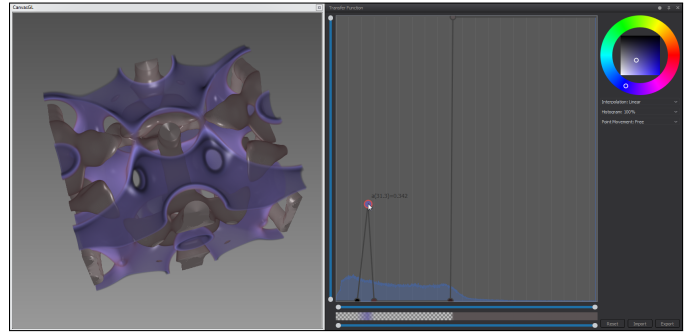 CanvasGL
Transfer Function
Interpolation: Linear
Histogram: 100%
Point Movement: Free
Reset Import Export